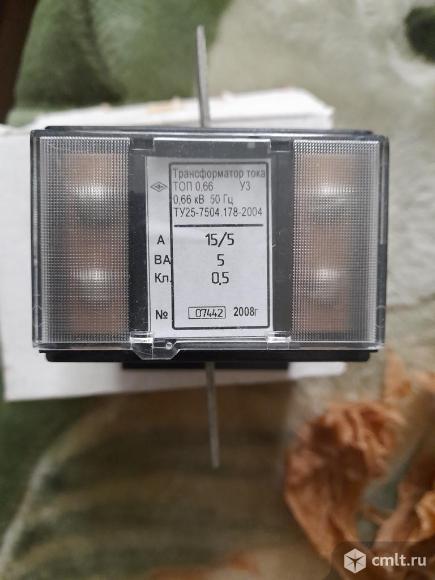 Трансформатор тока
ТОП 0,66 У3
0,66 кВ 50 Гц
ТУ25-7504.178-2004
А 15/5
ВА 5
Кл. 0,5
№ 07442 2008г
cmlt.ru